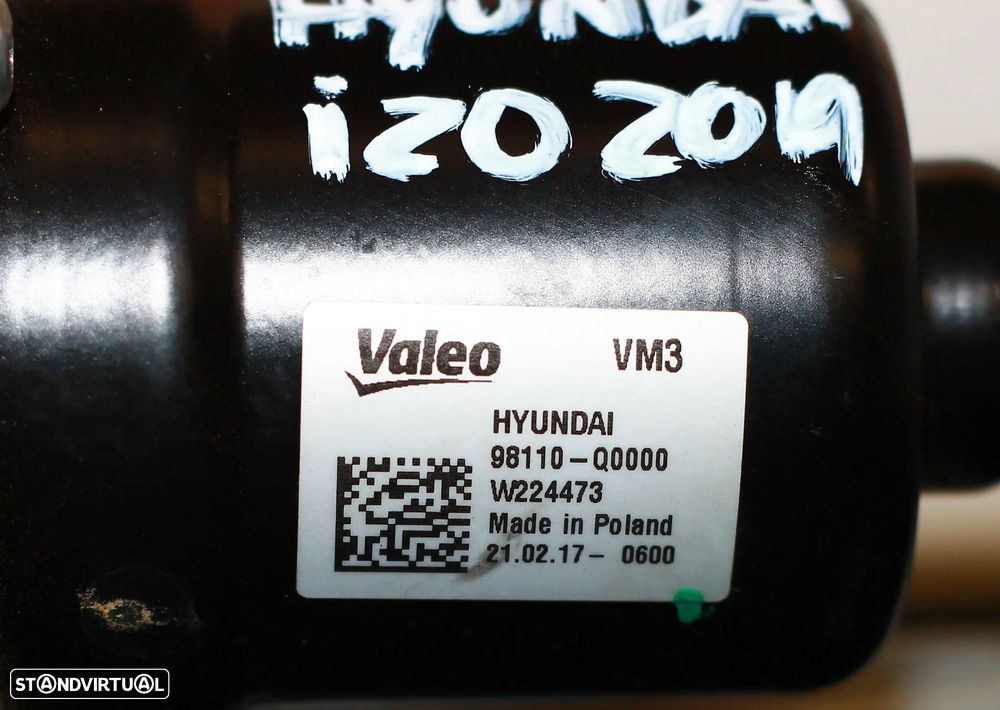 HYUNDAI
i20 2019
Valeo VM3
HYUNDAI
98110-Q0000
W224473
Made in Poland
21.02.17- 0600
STANDVIRTUAL